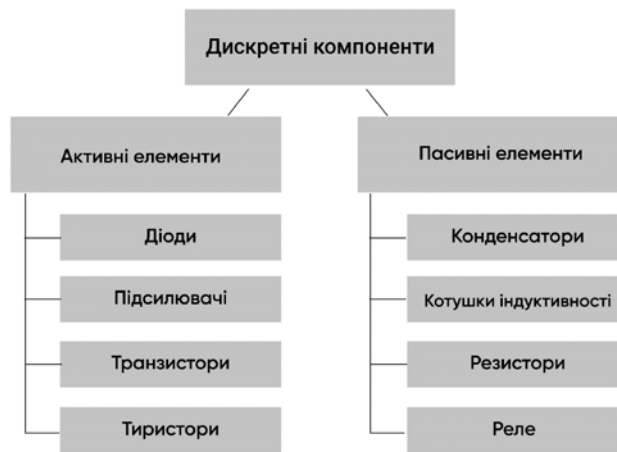 Дискретні компоненти
Активні елементи
Діоди
Підсилювачі
Транзистори
Тиристори
Пасивні елементи
Конденсатори
Котушки індуктивності
Резистори
Реле